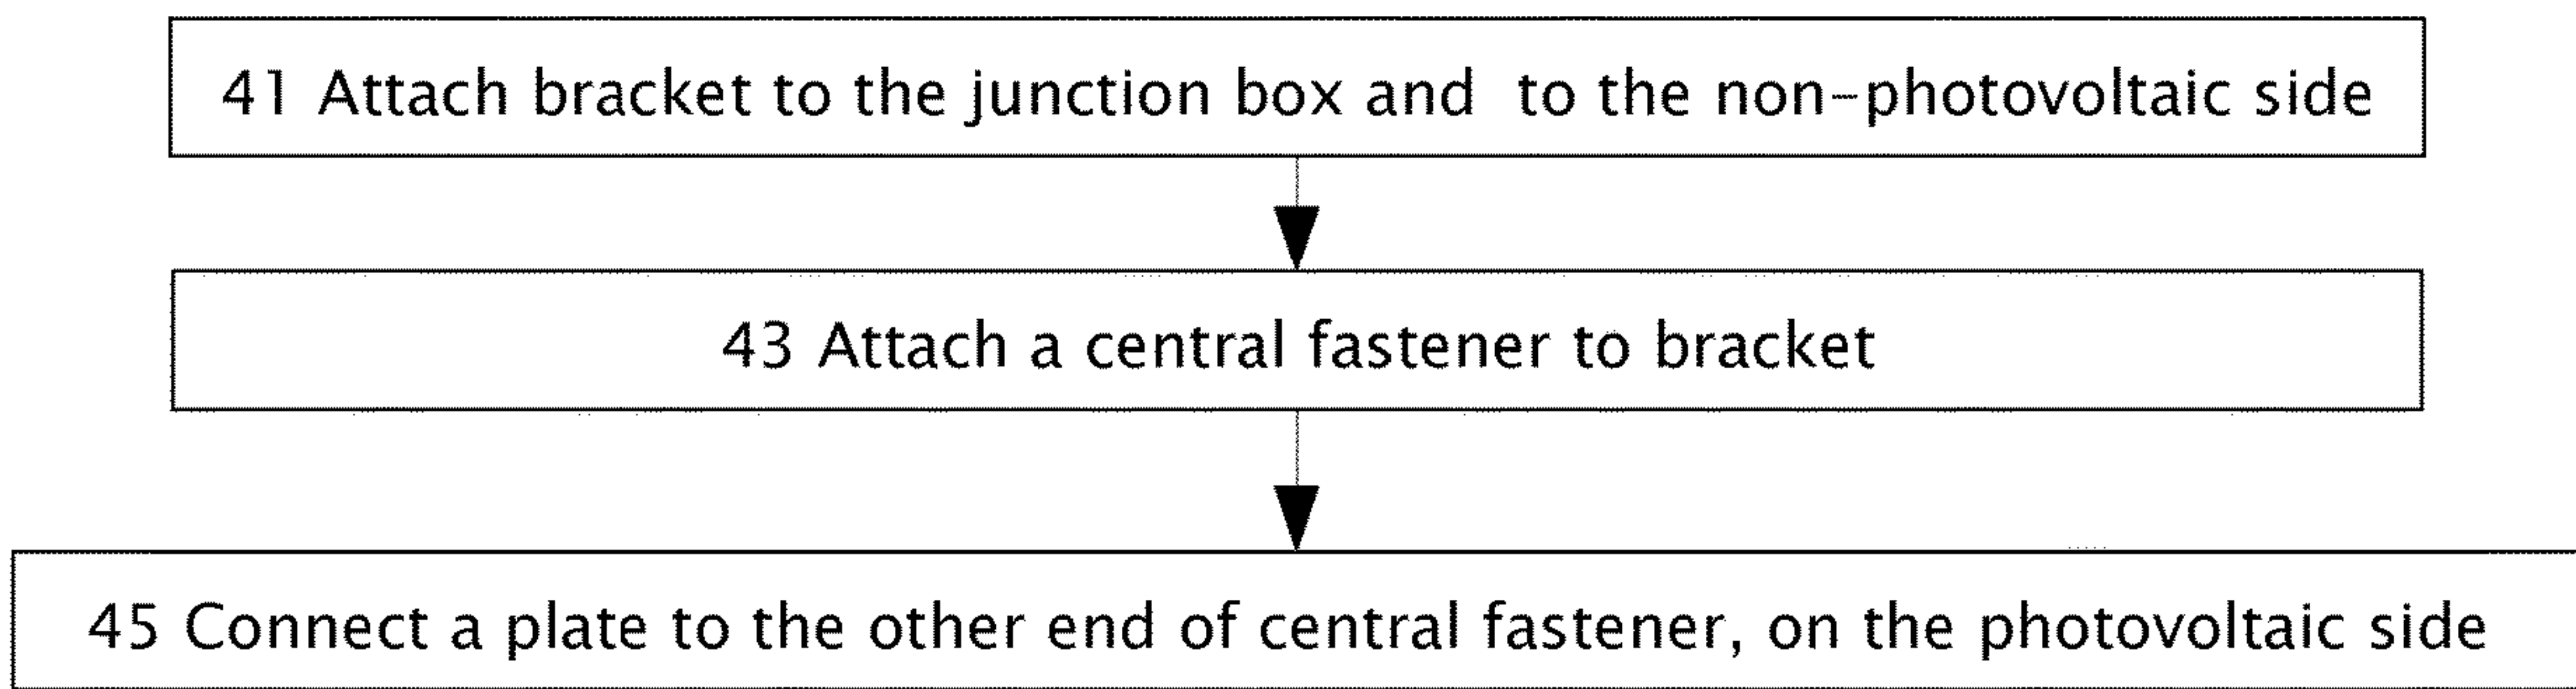 41 Attach bracket to the junction box and  to the non-photovoltaic side
43 Attach a central fastener to bracket
45 Connect a plate to the other end of central fastener, on the photovoltaic side